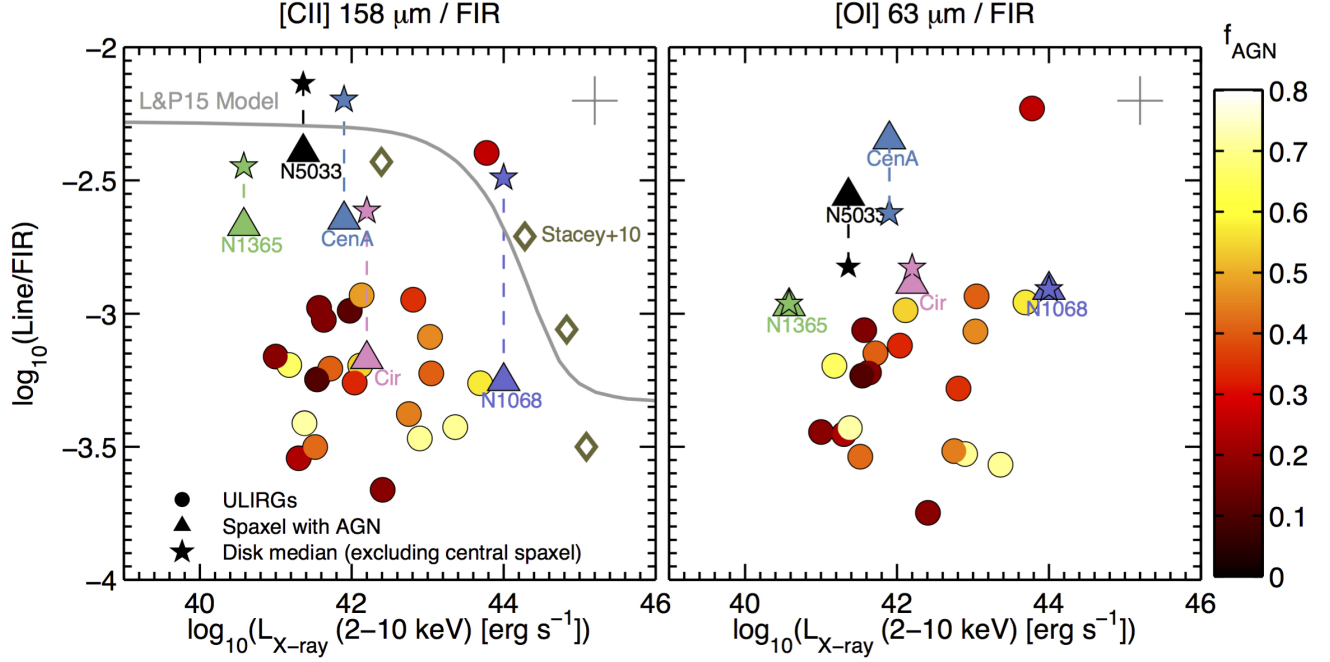 [CII] 158 μm / FIR
[OI] 63 μm / FIR
f_AGN
log₁₀(Line/FIR)
−2
−2.5
−3
−3.5
−4
L&P15 Model
N5033
N1365
CenA
Cir
N1068
Stacey+10
ULIRGs
Spaxel with AGN
Disk median (excluding central spaxel)
40 42 44 46
log₁₀(L_X−ray (2−10 keV) [erg s⁻¹])
CenA
N5033
N1365
Cir
N1068
40 42 44 46
log₁₀(L_X−ray (2−10 keV) [erg s⁻¹])
0.8
0.7
0.6
0.5
0.4
0.3
0.2
0.1
0